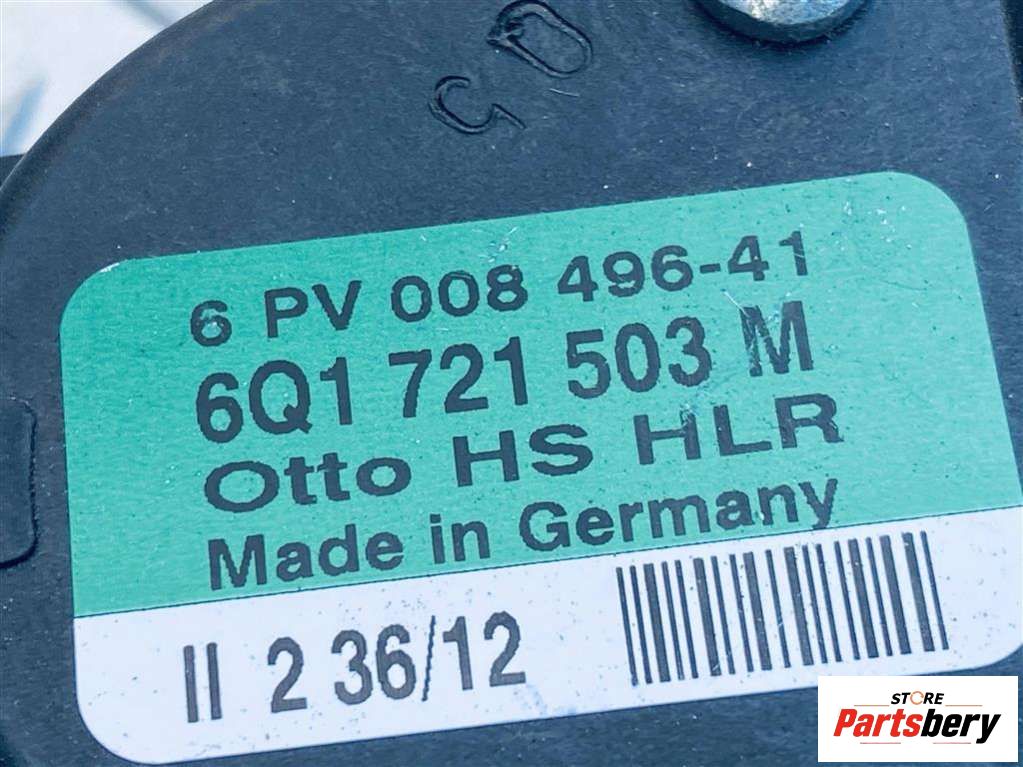 6 PV 008 496-41
6Q1 721 503 M
Otto HS HLR
Made in Germany
II 2 36/12
STORE
Partsbery